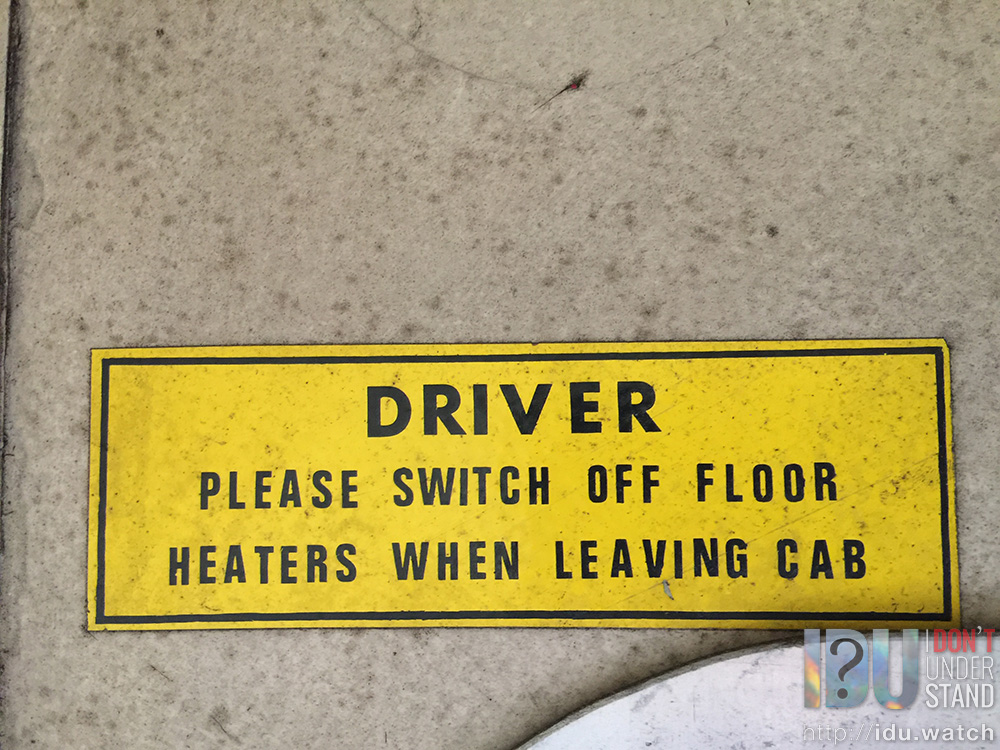 DRIVER
PLEASE SWITCH OFF FLOOR
HEATERS WHEN LEAVING CAB
IDU I DON'T
UNDER
STAND
?
http://idu.watch